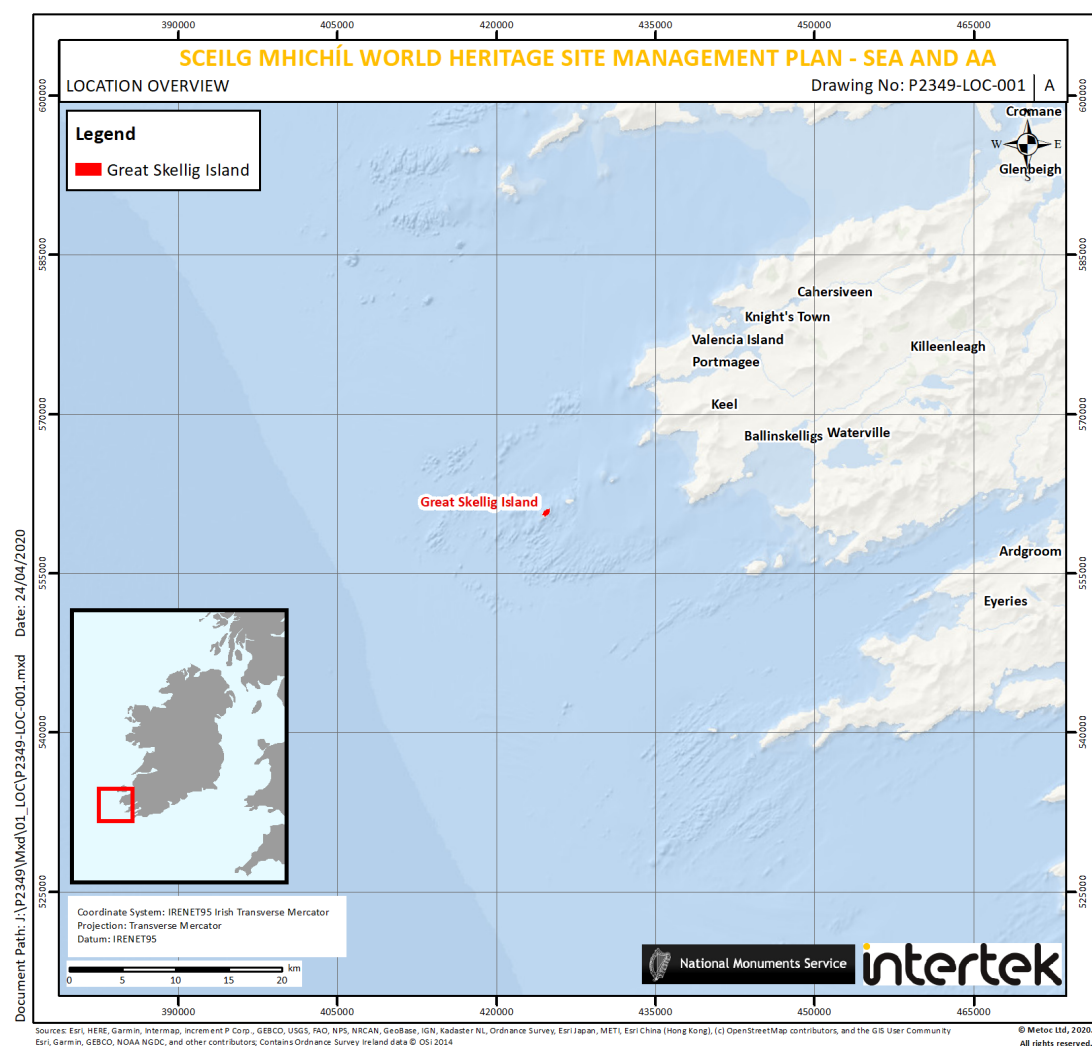 390000 405000 420000 435000 450000 465000
SCEILG MHICHÍL WORLD HERITAGE SITE MANAGEMENT PLAN - SEA AND AA
LOCATION OVERVIEW
Drawing No: P2349-LOC-001 A
600000
600000
Legend
Great Skellig Island
Cromane
N
W E
S
Glenbeigh
585000
585000
Cahersiveen
Knight's Town
Valencia Island
Killeenleagh
Portmagee
Keel
570000
570000
Ballinskelligs Waterville
Great Skellig Island
Ardgroom
555000
555000
Eyeries
540000
540000
525000
525000
Coordinate System: IRENET95 Irish Transverse Mercator
Projection: Transverse Mercator
Datum: IRENET95
km
0 5 10 15 20
National Monuments Service
intertek
390000 405000 420000 435000 450000 465000
Document Path: J:\P2349\Mxd\01_LOC\P2349-LOC-001.mxd Date: 24/04/2020
Sources: Esri, HERE, Garmin, Intermap, increment P Corp., GEBCO, USGS, FAO, NPS, NRCAN, GeoBase, IGN, Kadaster NL, Ordnance Survey, Esri Japan, METI, Esri China (Hong Kong), (c) OpenStreetMap contributors, and the GIS User Community
Esri, Garmin, GEBCO, NOAA NGDC, and other contributors; Contains Ordnance Survey Ireland data © OSi 2014
© Metoc Ltd, 2020.
All rights reserved.